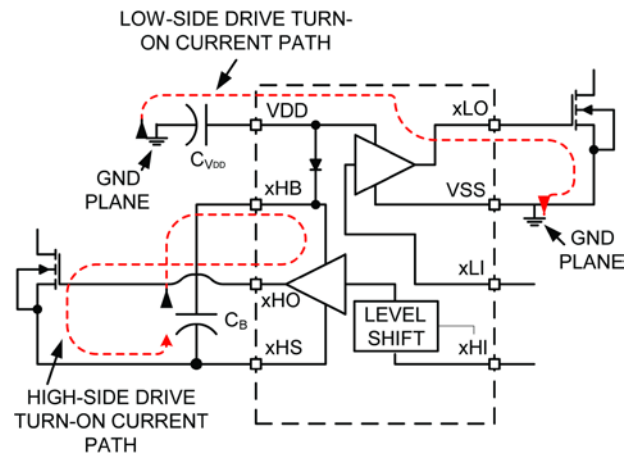 LOW-SIDE DRIVE TURN-
ON CURRENT PATH
VDD
xLO
CVDD
GND
PLANE
xHB
VSS
GND
PLANE
xLI
xHO
CB
LEVEL
SHIFT
xHS
xHI
HIGH-SIDE DRIVE
TURN-ON CURRENT
PATH